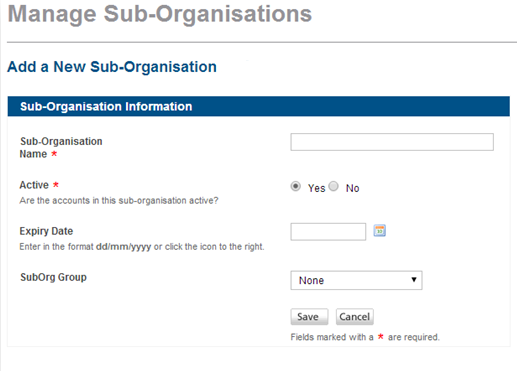 Manage Sub-Organisations
Add a New Sub-Organisation
Sub-Organisation Information
Sub-Organisation
Name *
Active *
Yes No
Are the accounts in this sub-organisation active?
Expiry Date
Enter in the format dd/mm/yyyy or click the icon to the right.
SubOrg Group
None
Save Cancel
Fields marked with a * are required.